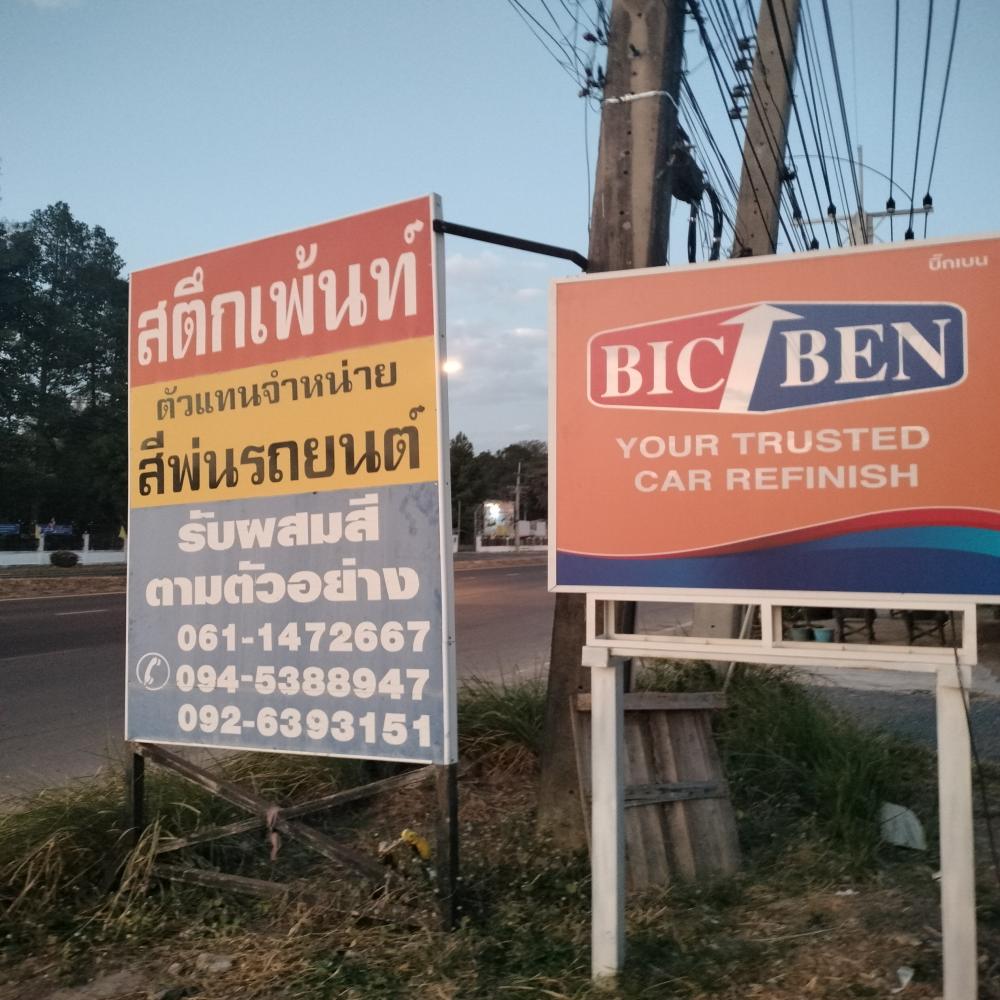 สตึกเพ้นท์
ตัวแทนจำหน่าย
สีพ่นรถยนต์
รับผสมสี
ตามตัวอย่าง
061-1472667
094-5388947
092-6393151
บิ๊กเบน
BIC BEN
YOUR TRUSTED
CAR REFINISH